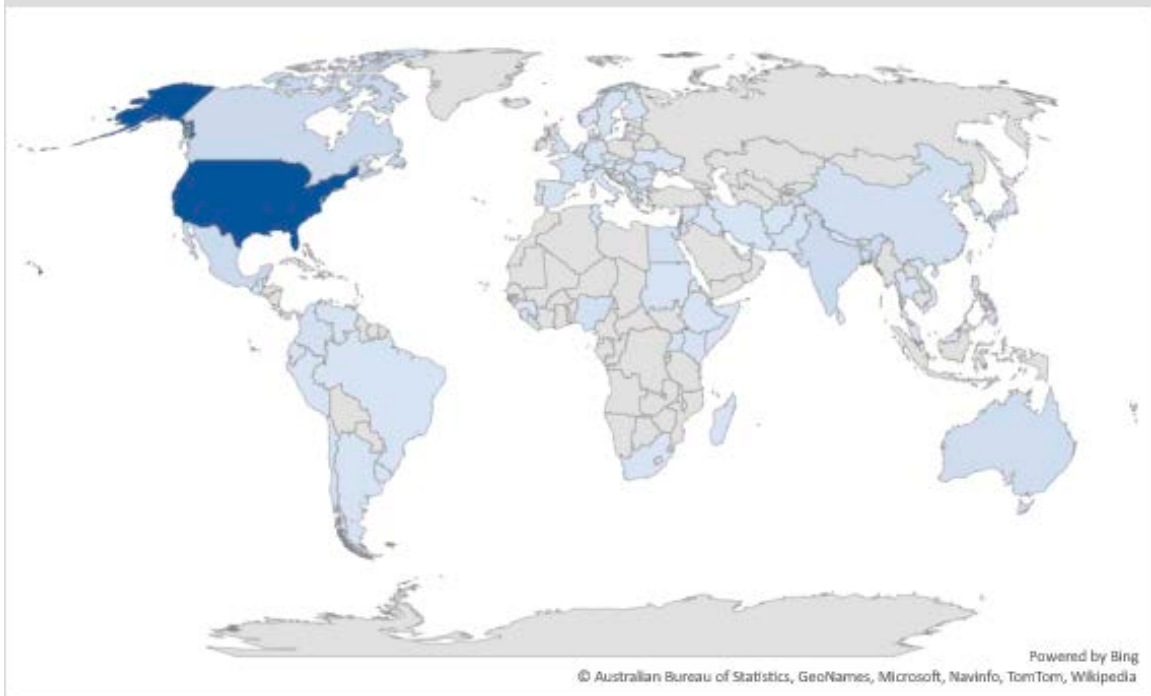 Powered by Bing
© Australian Bureau of Statistics, GeoNames, Microsoft, Navinfo, TomTom, Wikipedia